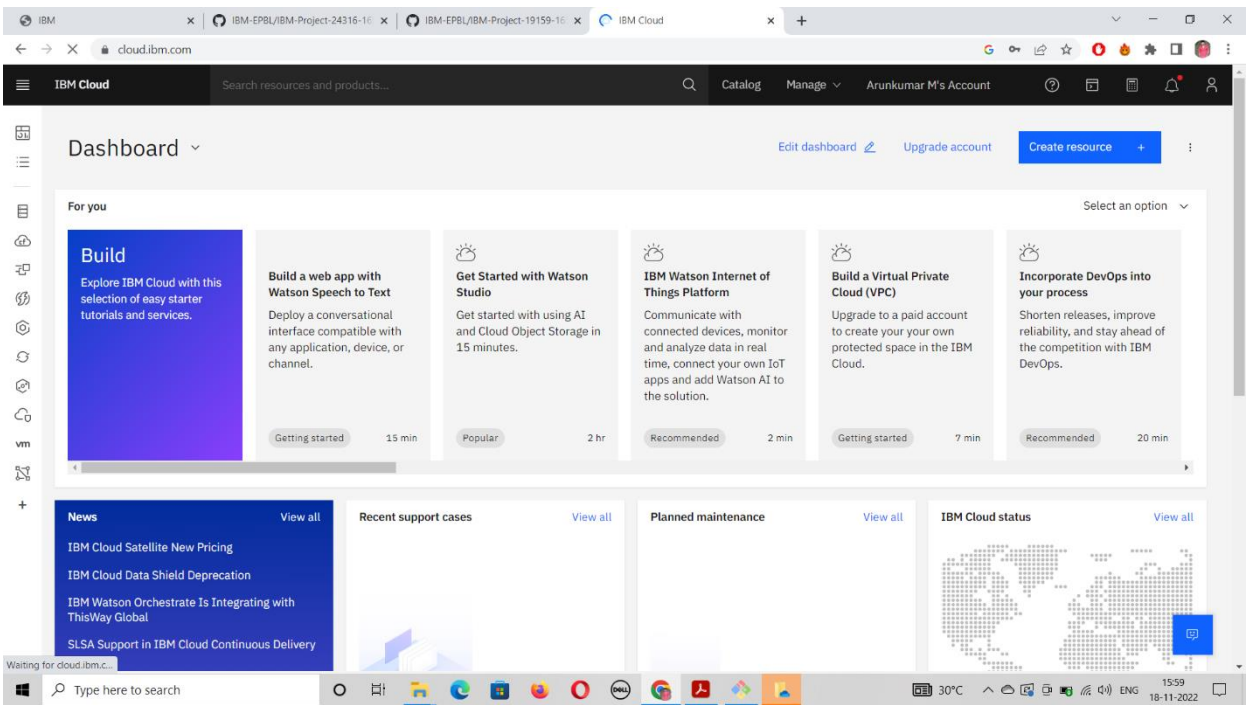 IBM
IBM-EPBL/IBM-Project-24316-16
IBM-EPBL/IBM-Project-19159-16
IBM Cloud
cloud.ibm.com
IBM Cloud
Search resources and products...
Catalog
Manage
Arunkumar M's Account
Dashboard
Edit dashboard
Upgrade account
Create resource +
For you
Select an option
Build
Explore IBM Cloud with this
selection of easy starter
tutorials and services.
Build a web app with
Watson Speech to Text
Deploy a conversational
interface compatible with
any application, device, or
channel.
Getting started
15 min
Get Started with Watson
Studio
Get started with using AI
and Cloud Object Storage in
15 minutes.
Popular
2 hr
IBM Watson Internet of
Things Platform
Communicate with
connected devices, monitor
and analyze data in real
time, connect your own IoT
apps and add Watson AI to
the solution.
Recommended
2 min
Build a Virtual Private
Cloud (VPC)
Upgrade to a paid account
to create your your own
protected space in the IBM
Cloud.
Getting started
7 min
Incorporate DevOps into
your process
Shorten releases, improve
reliability, and stay ahead of
the competition with IBM
DevOps.
Recommended
20 min
vm
News
View all
IBM Cloud Satellite New Pricing
IBM Cloud Data Shield Deprecation
IBM Watson Orchestrate Is Integrating with
ThisWay Global
SLSA Support in IBM Cloud Continuous Delivery
Recent support cases
View all
Planned maintenance
View all
IBM Cloud status
View all
Waiting for cloud.ibm.c...
Type here to search
DELL
30°C
ENG
15:59
18-11-2022